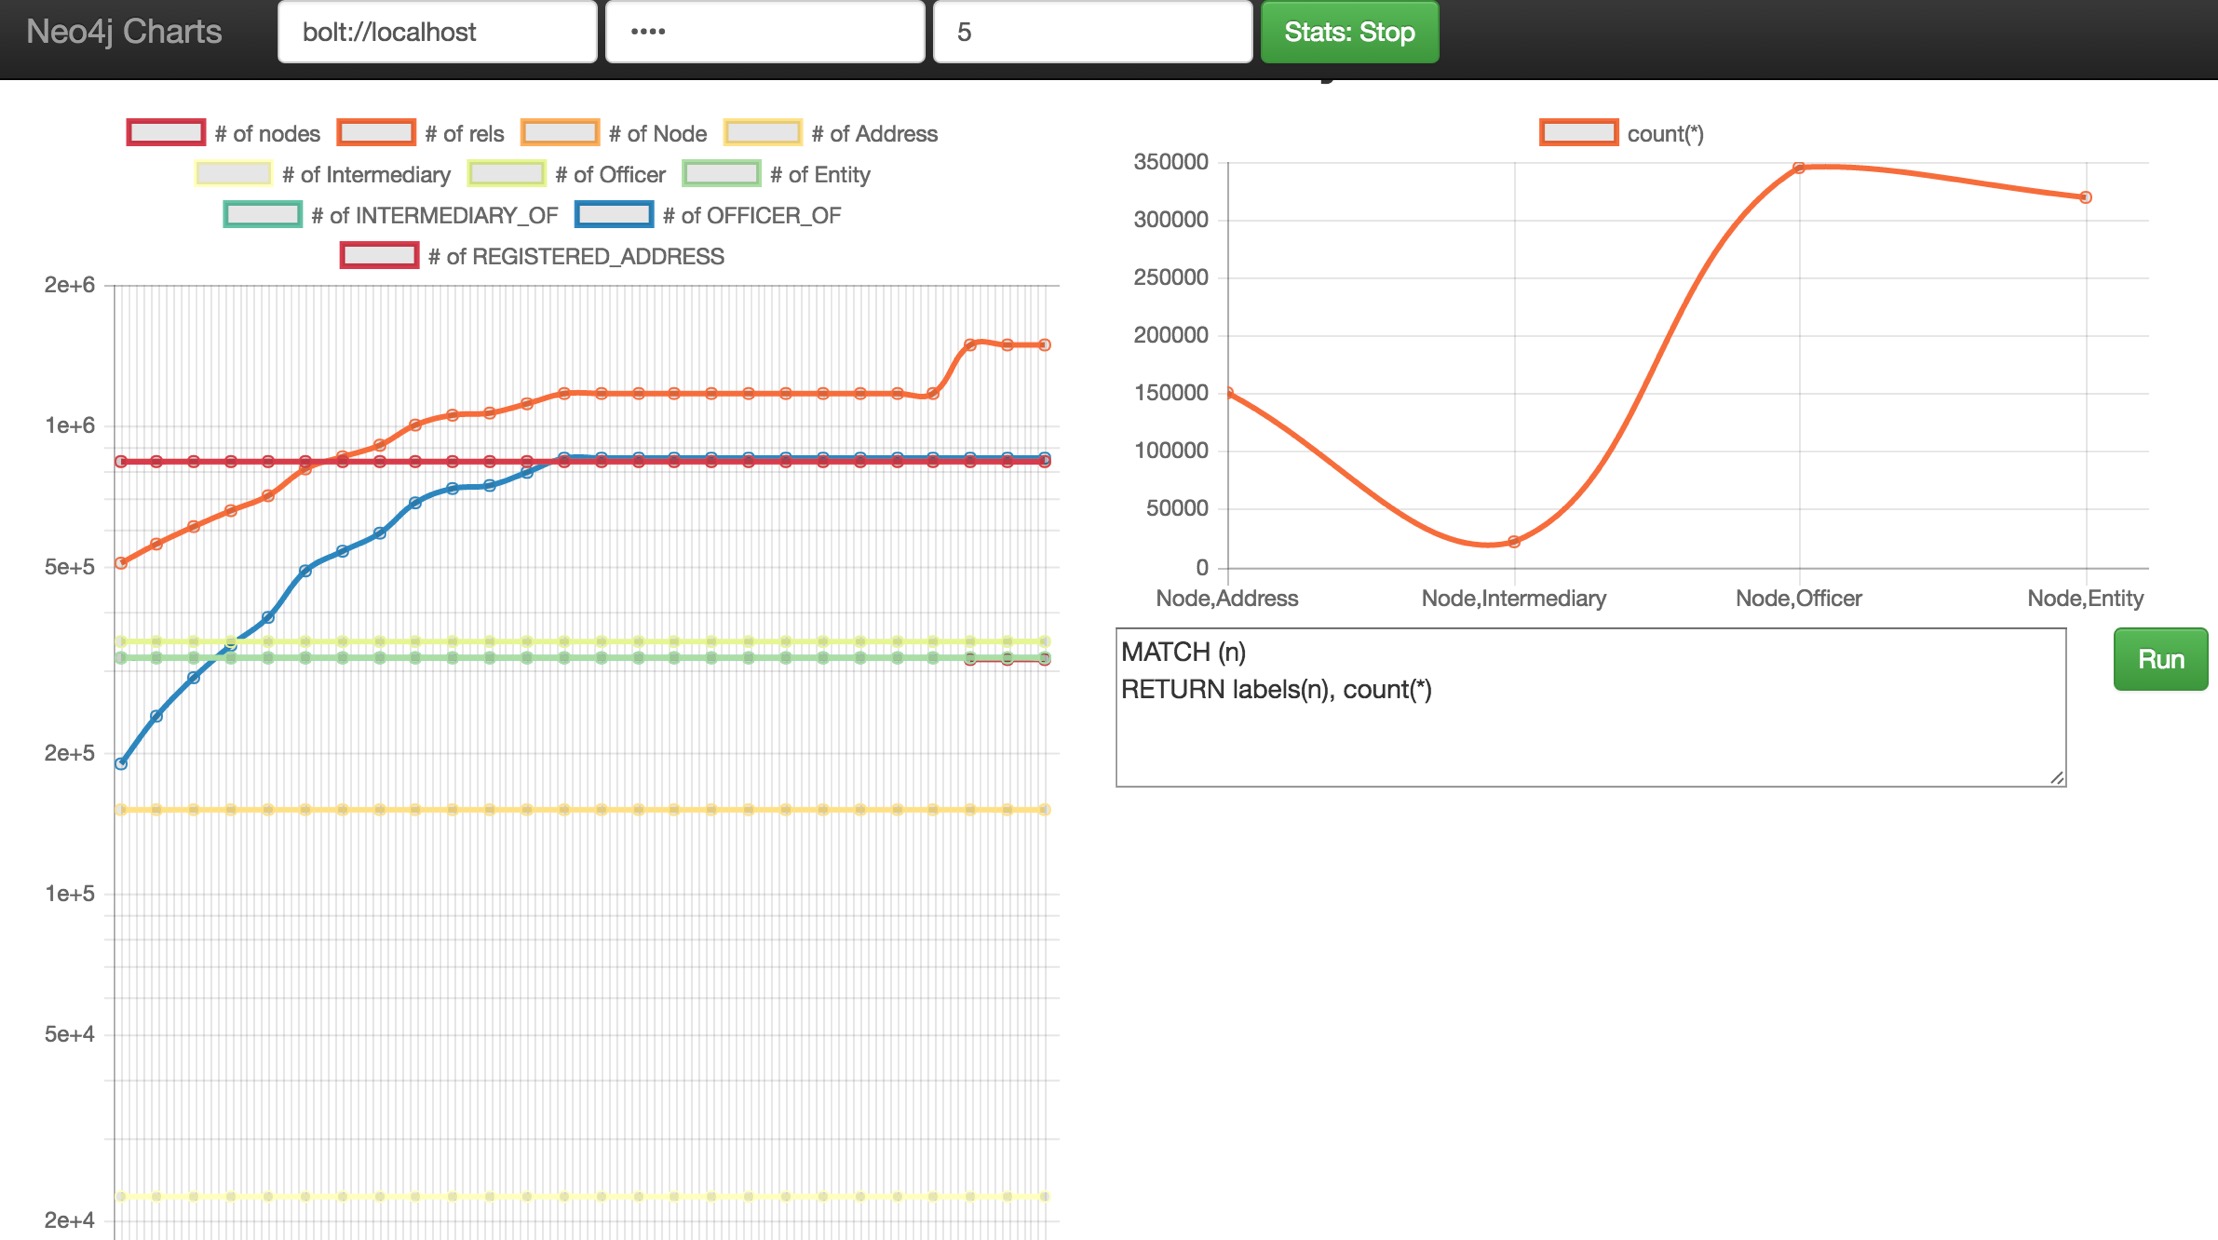 Neo4j Charts bolt://localhost •••• 5 Stats: Stop
# of nodes # of rels # of Node # of Address
# of Intermediary # of Officer # of Entity
# of INTERMEDIARY_OF # of OFFICER_OF
# of REGISTERED_ADDRESS
2e+6
1e+6
5e+5
2e+5
1e+5
5e+4
2e+4
count(*)
350000
300000
250000
200000
150000
100000
50000
0
Node,Address Node,Intermediary Node,Officer Node,Entity
MATCH (n)
RETURN labels(n), count(*)
Run